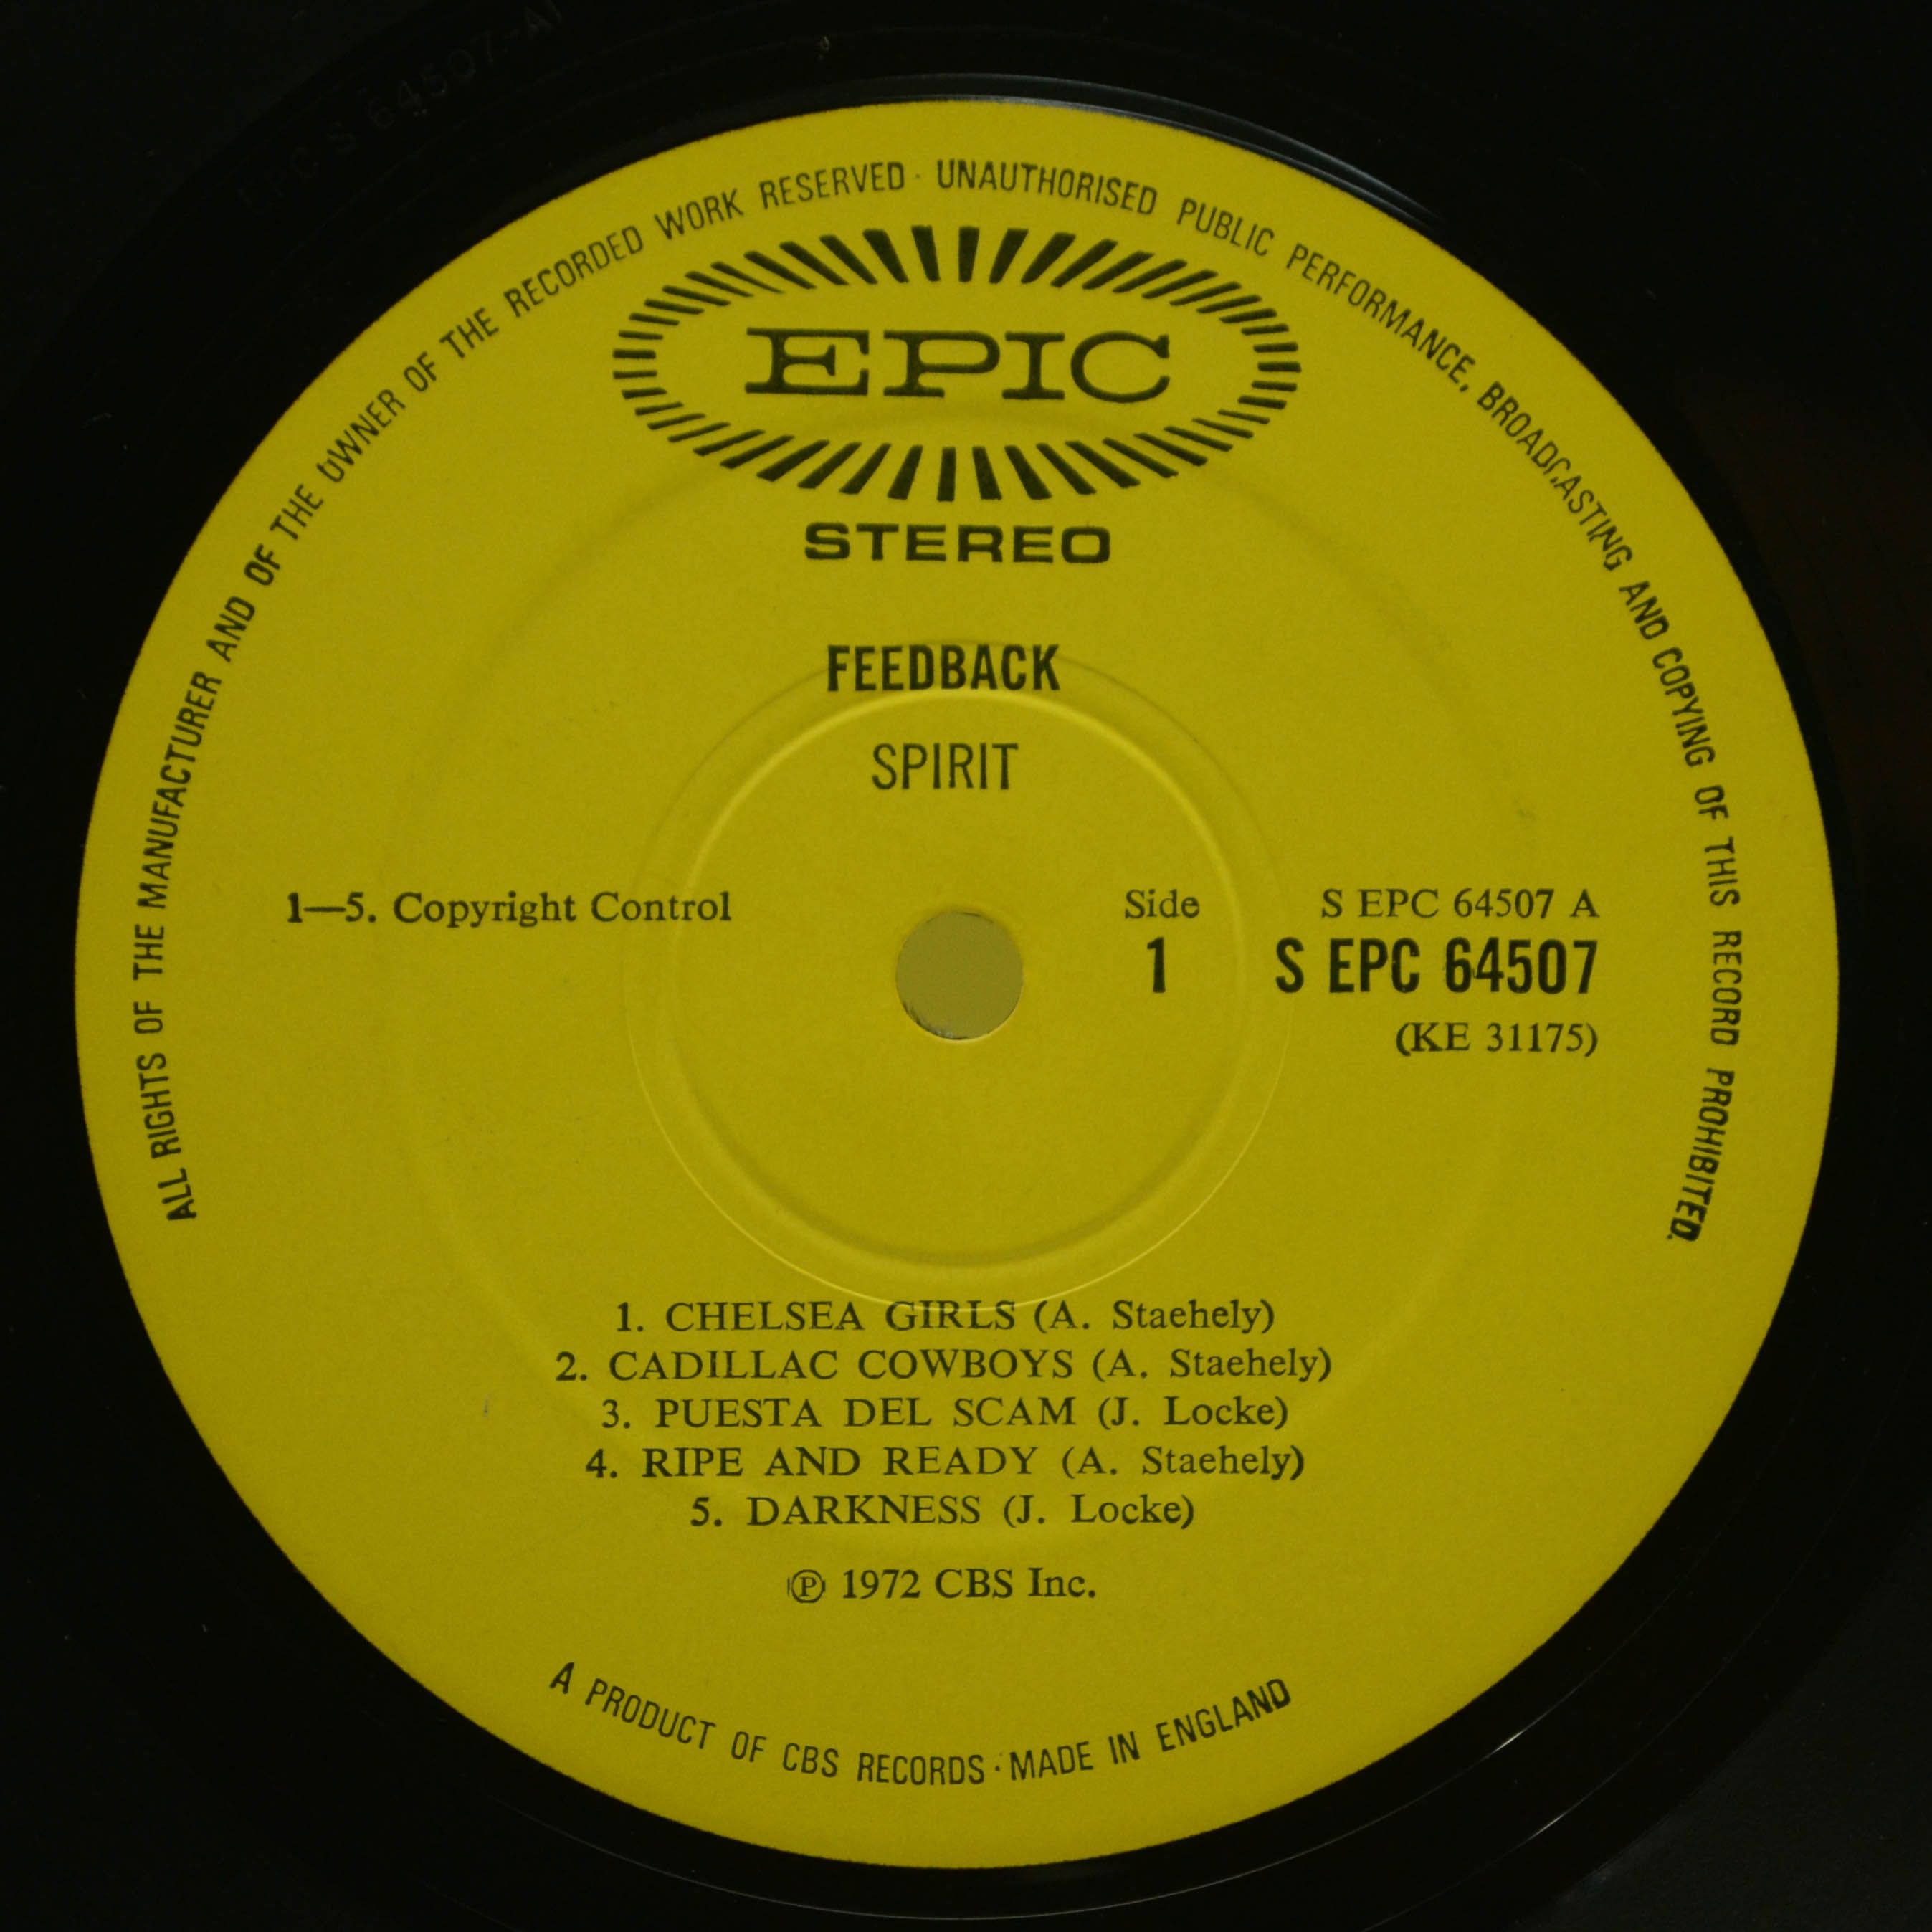 EPC S 64507-A1
ALL RIGHTS OF THE MANUFACTURER AND OF THE OWNER OF THE RECORDED WORK RESERVED · UNAUTHORISED PUBLIC PERFORMANCE, BROADCASTING AND COPYING OF THIS RECORD PROHIBITED.
EPIC
STEREO
FEEDBACK
SPIRIT
1—5. Copyright Control
Side
1
S EPC 64507 A
S EPC 64507
(KE 31175)
1. CHELSEA GIRLS (A. Staehely)
2. CADILLAC COWBOYS (A. Staehely)
3. PUESTA DEL SCAM (J. Locke)
4. RIPE AND READY (A. Staehely)
5. DARKNESS (J. Locke)
℗ 1972 CBS Inc.
A PRODUCT OF CBS RECORDS · MADE IN ENGLAND